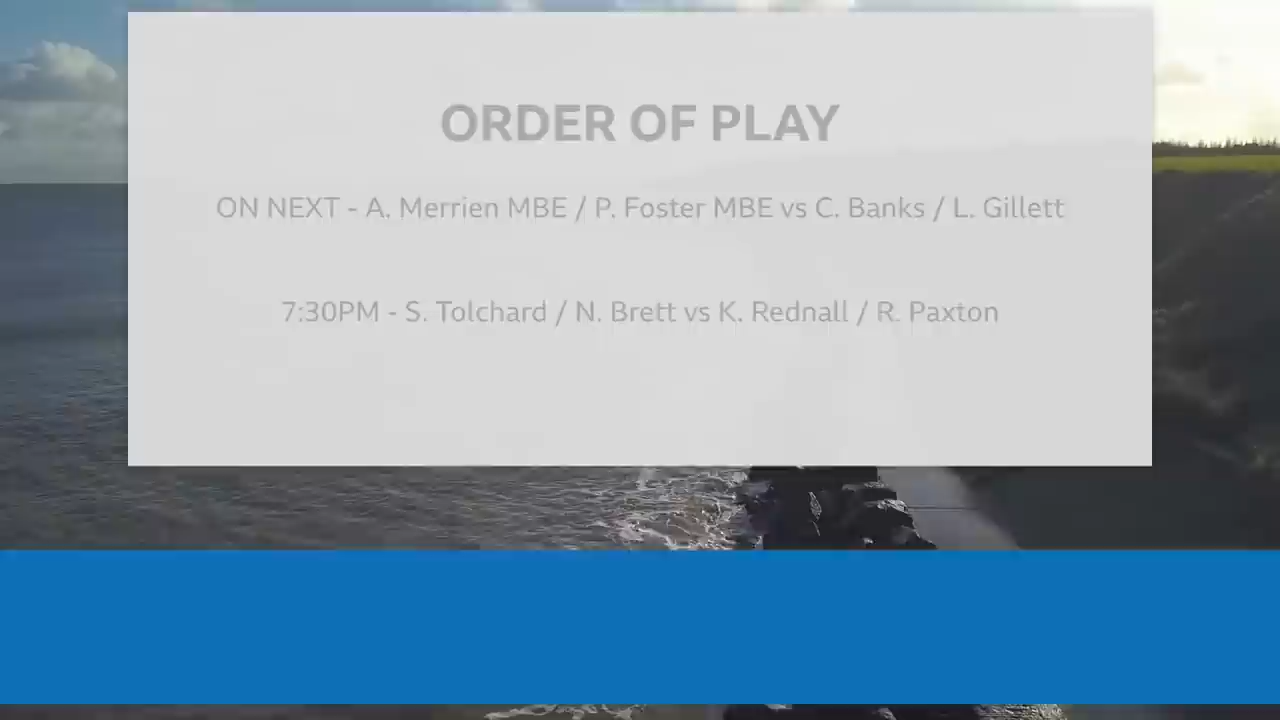 ORDER OF PLAY
ON NEXT - A. Merrien MBE / P. Foster MBE vs C. Banks / L. Gillett
7:30PM - S. Tolchard / N. Brett vs K. Rednall / R. Paxton